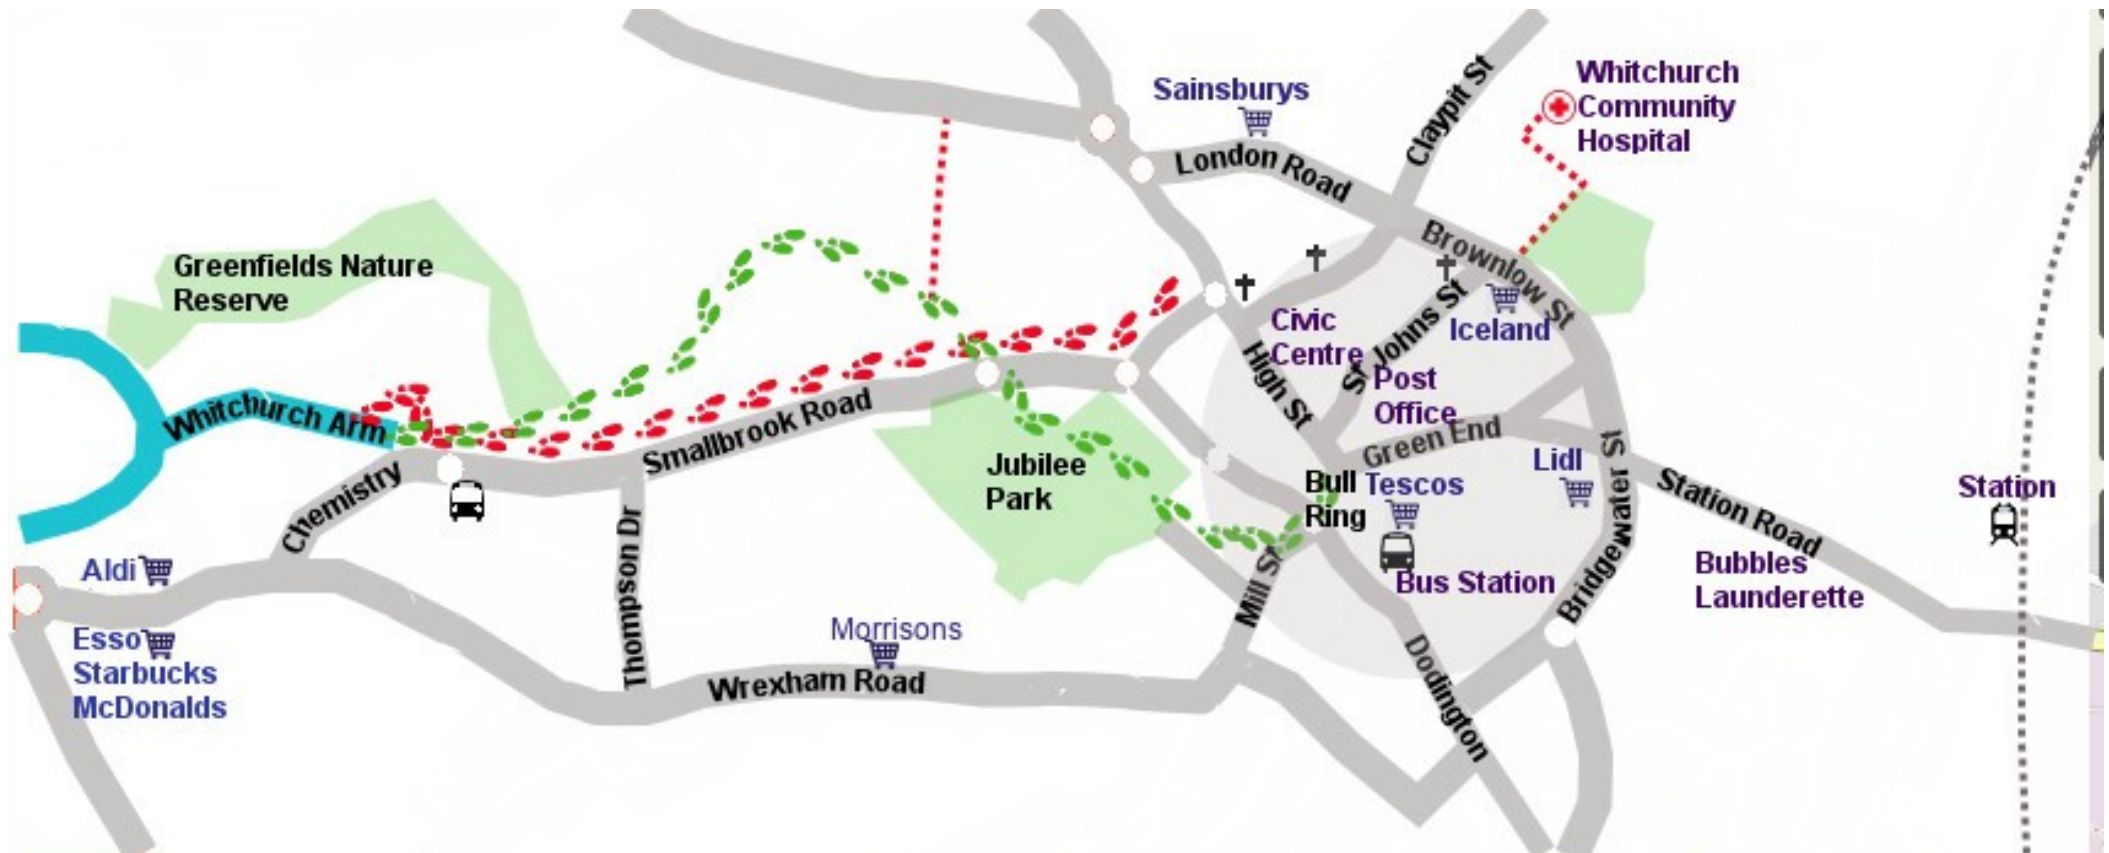 Sainsburys
Claypit St
Whitchurch
Community
Hospital
London Road
Greenfields Nature
Reserve
Brownlow St
Civic
Centre
St Johns St
Iceland
High St
Post
Office
Whitchurch Arm
Smallbrook Road
Green End
Chemistry
Jubilee
Park
Bull
Ring
Tescos
Lidl
Bridgewater St
Station Road
Station
Aldi
Thompson Dr
Mill St
Bus Station
Bubbles
Launderette
Esso
Starbucks
McDonalds
Morrisons
Wrexham Road
Dodington